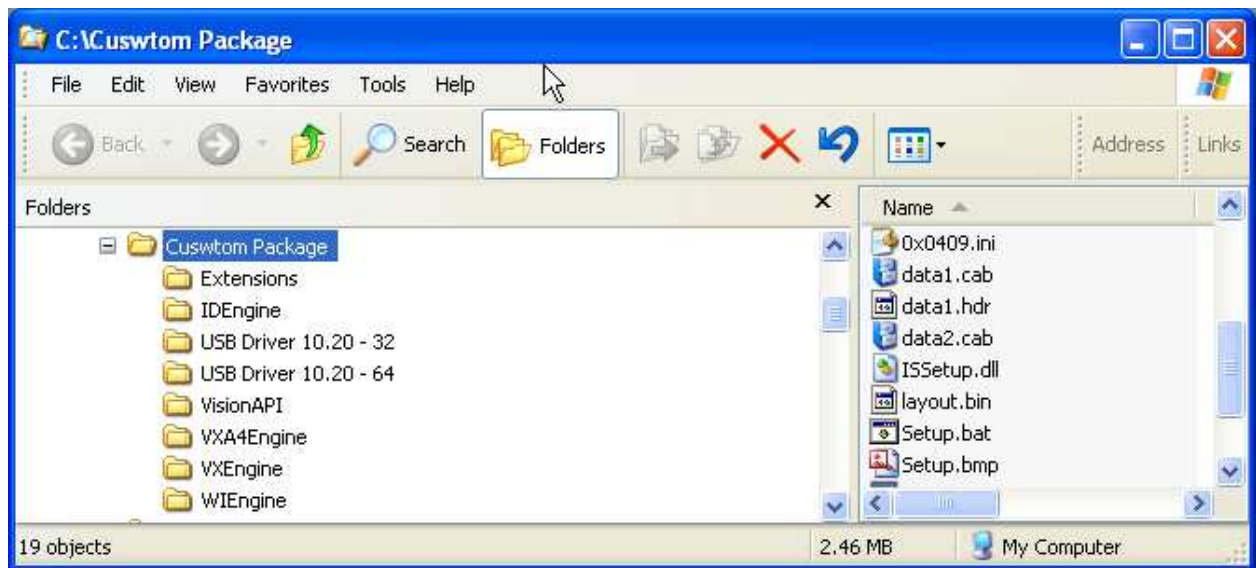 C:\Cuswtom Package
File Edit View Favorites Tools Help
Back Search Folders Address Links
Folders
Cuswtom Package
Extensions
IDEngine
USB Driver 10.20 - 32
USB Driver 10.20 - 64
VisionAPI
VXA4Engine
VXEngine
WIEngine
Name
0x0409.ini
data1.cab
data1.hdr
data2.cab
ISSetup.dll
layout.bin
Setup.bat
Setup.bmp
19 objects 2.46 MB My Computer